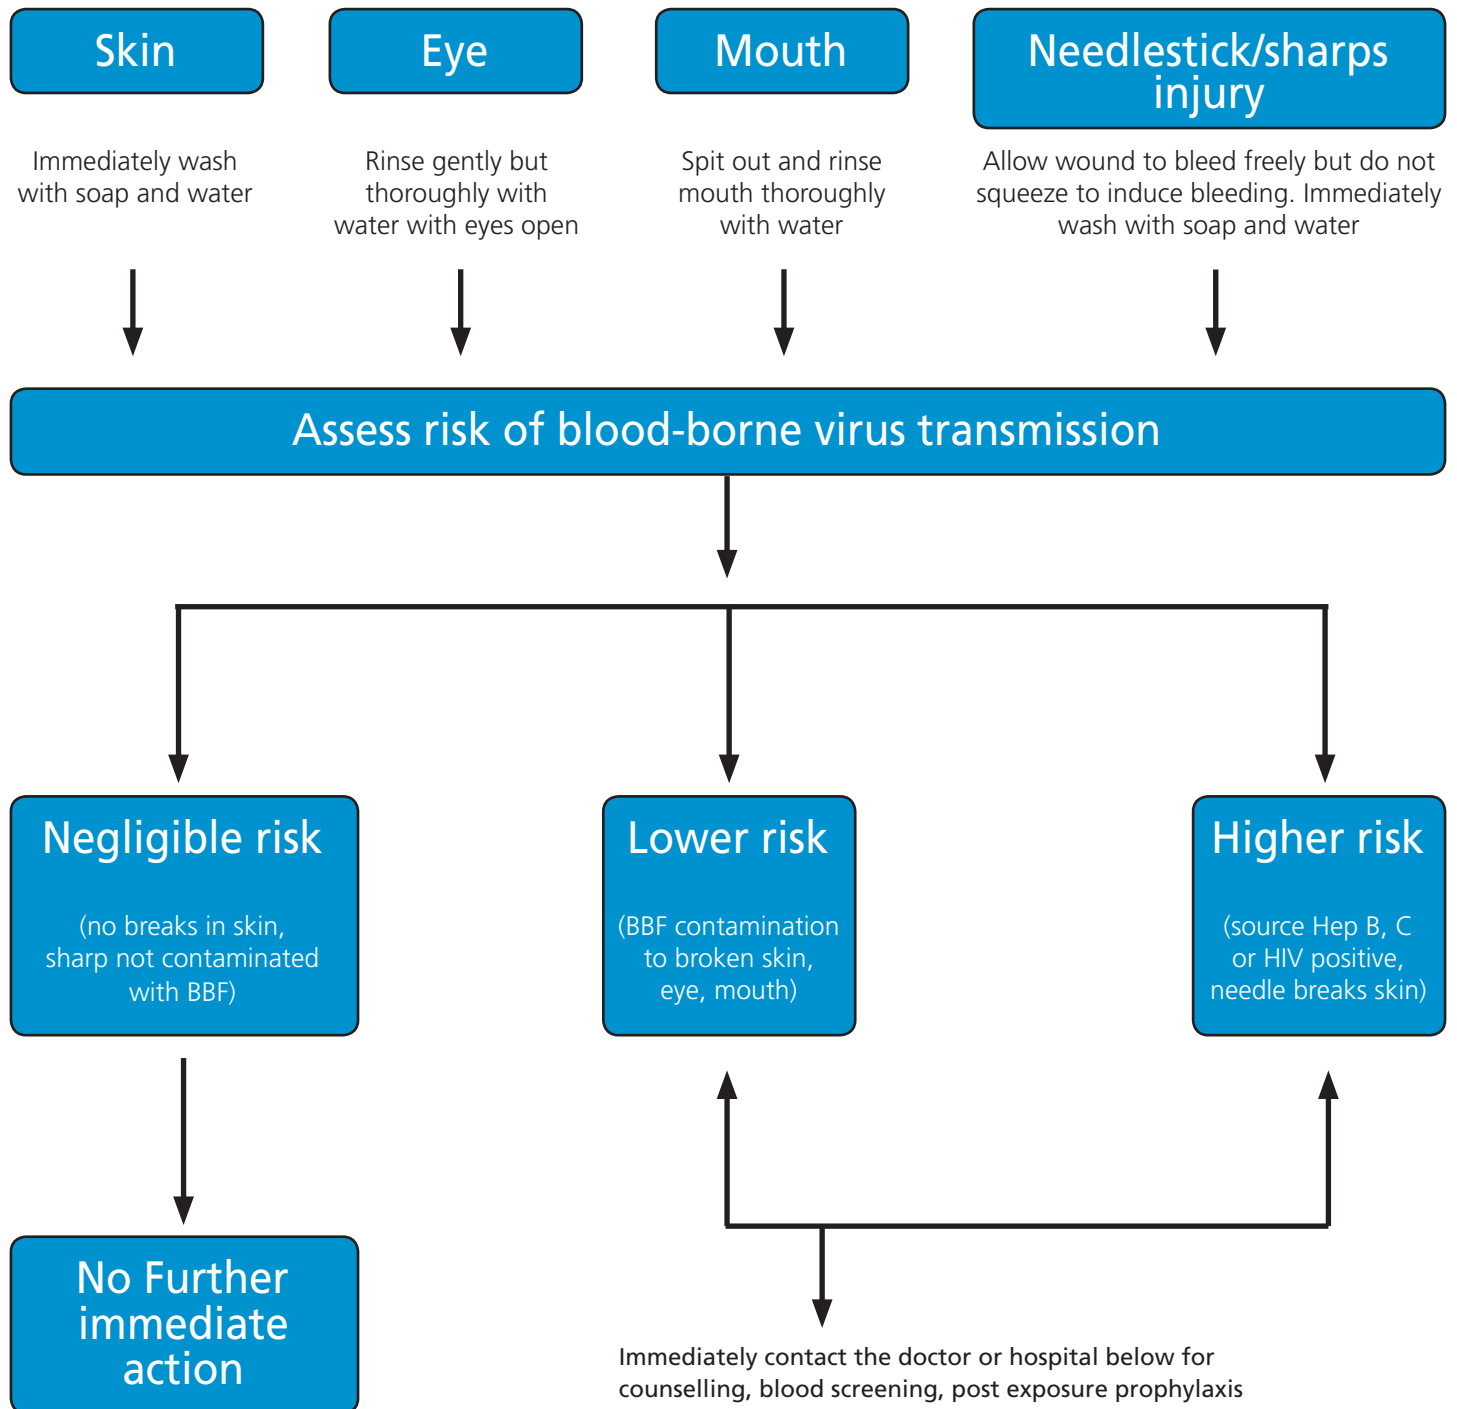 Skin
Immediately wash
with soap and water
Eye
Rinse gently but
thoroughly with
water with eyes open
Mouth
Spit out and rinse
mouth thoroughly
with water
Needlestick/sharps
injury
Allow wound to bleed freely but do not
squeeze to induce bleeding. Immediately
wash with soap and water
Assess risk of blood-borne virus transmission
Negligible risk
(no breaks in skin,
sharp not contaminated
with BBF)
Lower risk
(BBF contamination
to broken skin,
eye, mouth)
Higher risk
(source Hep B, C
or HIV positive,
needle breaks skin)
No Further
immediate
action
Immediately contact the doctor or hospital below for
counselling, blood screening, post exposure prophylaxis